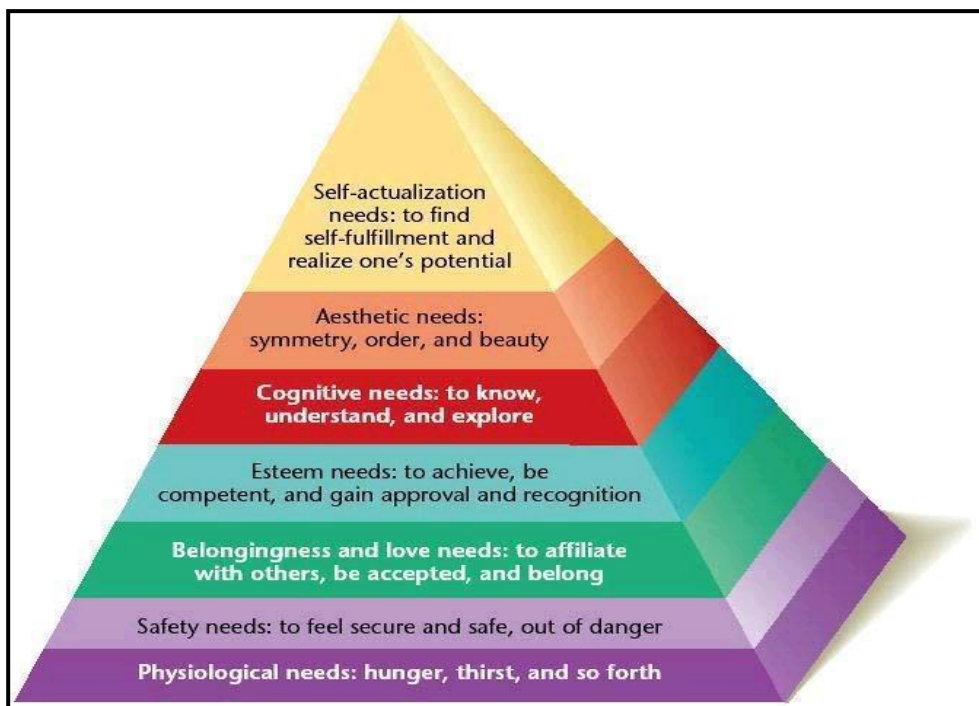 Self-actualization
needs: to find
self-fulfillment and
realize one's potential
Aesthetic needs:
symmetry, order, and beauty
Cognitive needs: to know,
understand, and explore
Esteem needs: to achieve, be
competent, and gain approval and recognition
Belongingness and love needs: to affiliate
with others, be accepted, and belong
Safety needs: to feel secure and safe, out of danger
Physiological needs: hunger, thirst, and so forth